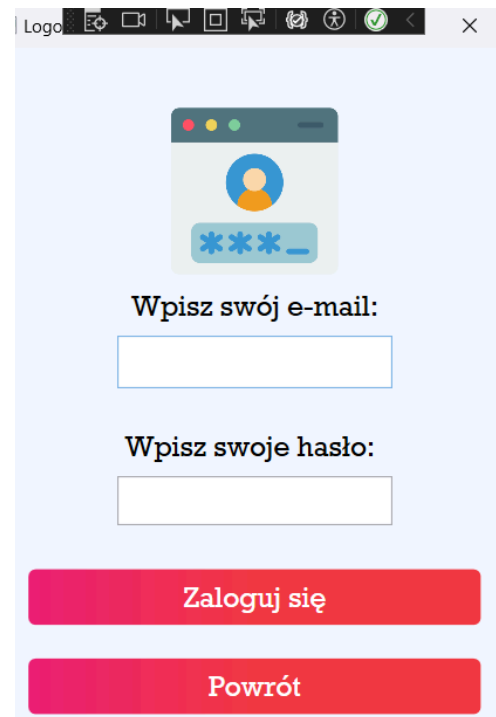 Logo
Wpisz swój e-mail:
Wpisz swoje hasło:
Zaloguj się
Powrót